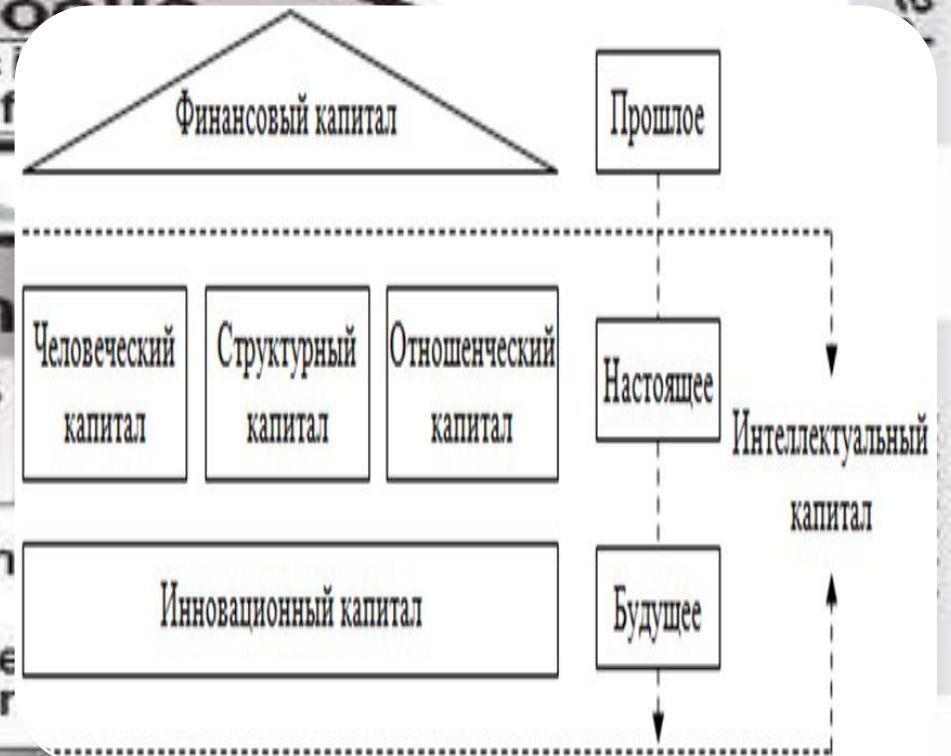 Финансовый капитал
Прошлое
Человеческий
капитал
Структурный
капитал
Отношенческий
капитал
Настоящее
Интеллектуальный
капитал
Инновационный капитал
Будущее